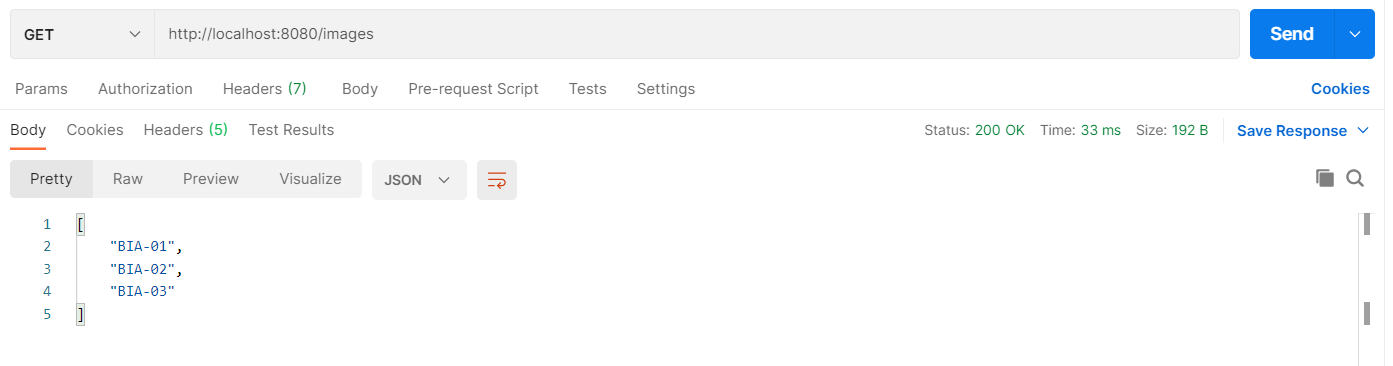 GET http://localhost:8080/images Send
Params Authorization Headers (7) Body Pre-request Script Tests Settings Cookies
Body Cookies Headers (5) Test Results Status: 200 OK Time: 33 ms Size: 192 B Save Response
Pretty Raw Preview Visualize JSON
1 [
2 "BIA-01",
3 "BIA-02",
4 "BIA-03"
5 ]